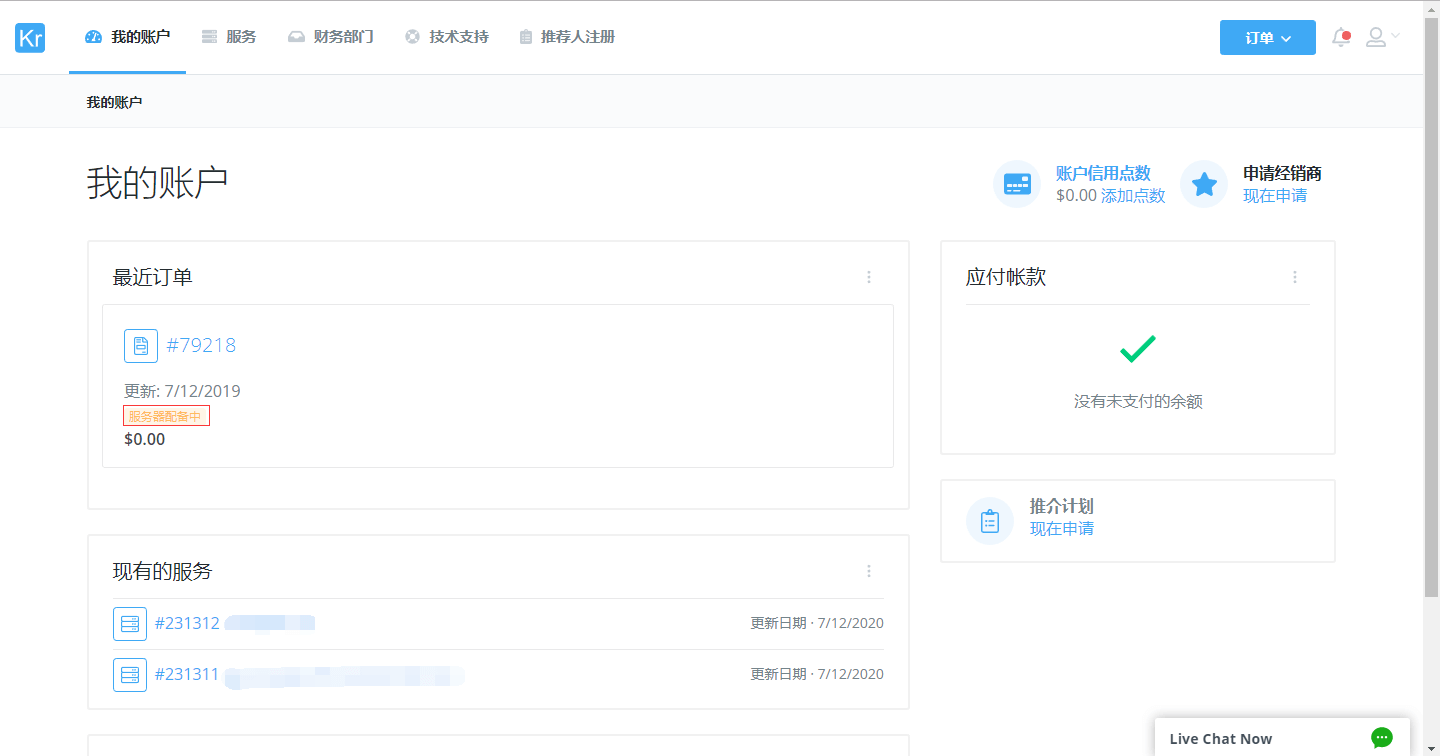 Kr 我的账户 服务 财务部门 技术支持 推荐人注册 订单
我的账户
我的账户
账户信用点数
$0.00 添加点数
申请经销商
现在申请
最近订单
#79218
更新: 7/12/2019
服务器配备中
$0.00
应付帐款
没有未支付的余额
推介计划
现在申请
现有的服务
#231312 更新日期 · 7/12/2020
#231311 更新日期 · 7/12/2020
Live Chat Now